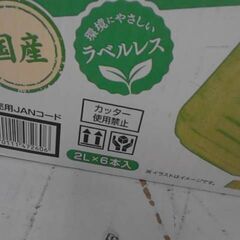 国産
環境にやさしい
ラベルレス
カッター
使用禁止
売用JANコード
2L×6本入
※イラストはイメージです。